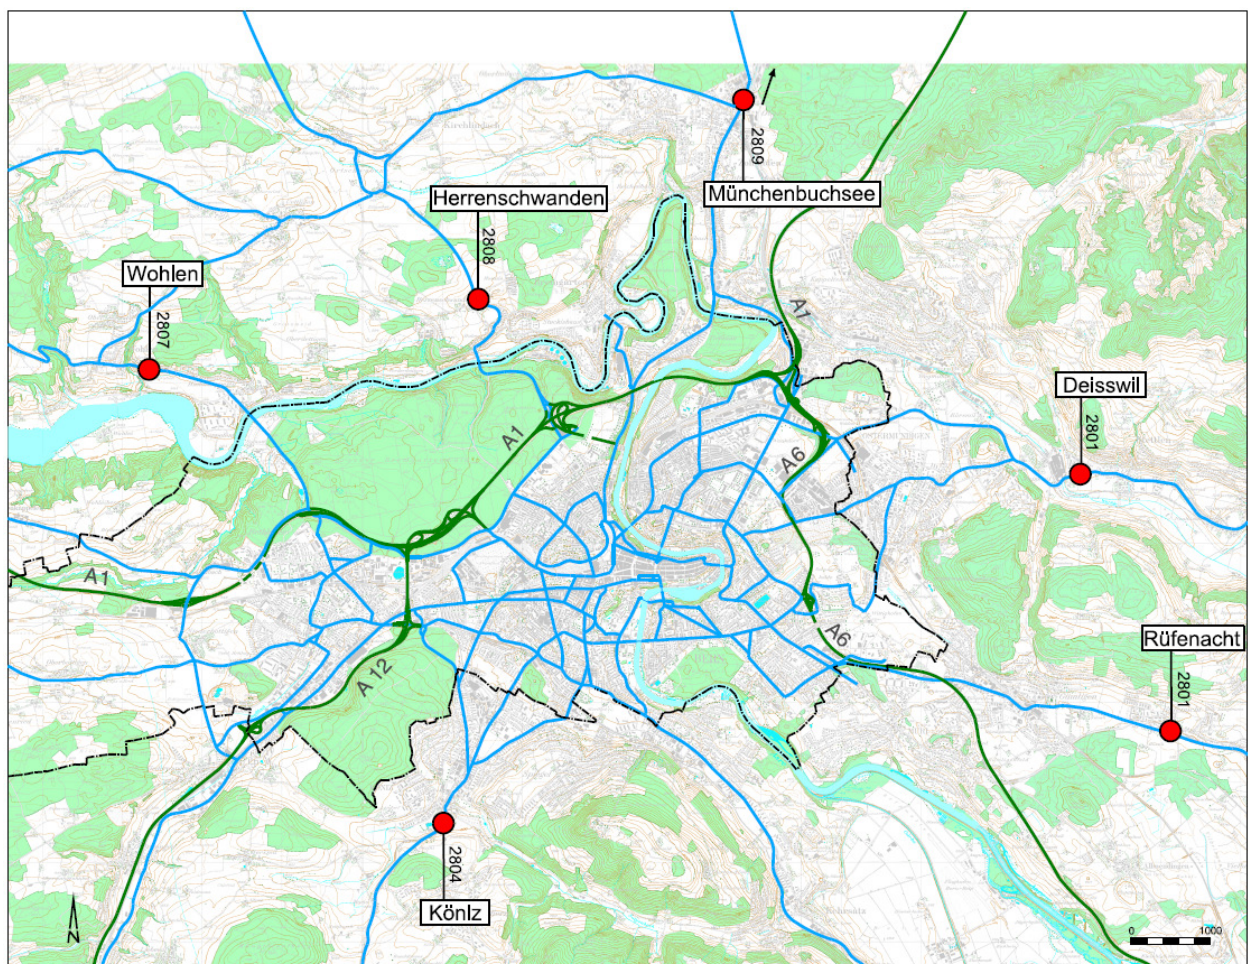 2809
Münchenbuchsee
Herrenschwanden
2808
Wohlen
2807
A1
Deisswil
2801
A1
A6
A1
Rüfenacht
2801
A6
A 12
2804
Könlz
N
0 1000